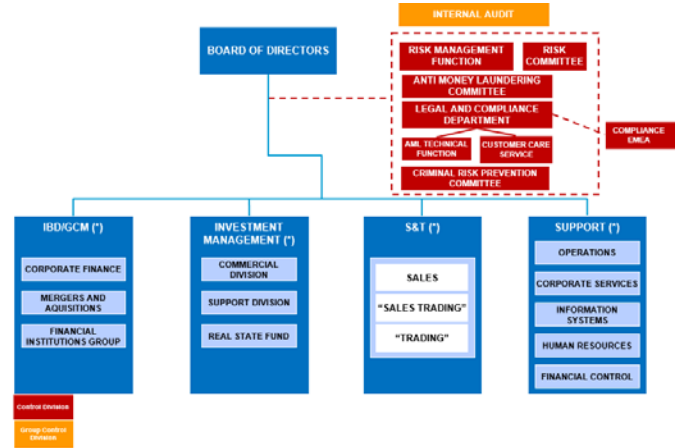 INTERNAL AUDIT
BOARD OF DIRECTORS
RISK MANAGEMENT
FUNCTION
RISK
COMMITTEE
ANTI MONEY LAUNDERING
COMMITTEE
LEGAL AND COMPLIANCE
DEPARTMENT
COMPLIANCE
EMEA
AML TECHNICAL
FUNCTION
CUSTOMER CARE
SERVICE
CRIMINAL RISK PREVENTION
COMMITTEE
IBD/GCM (*)
CORPORATE FINANCE
MERGERS AND
AQUISITIONS
FINANCIAL
INSTITUTIONS GROUP
INVESTMENT
MANAGEMENT (*)
COMMERCIAL
DIVISION
SUPPORT DIVISION
REAL STATE FUND
S&T (*)
SALES
“SALES TRADING”
“TRADING”
SUPPORT (*)
OPERATIONS
CORPORATE SERVICES
INFORMATION
SYSTEMS
HUMAN RESOURCES
FINANCIAL CONTROL
Control Division
Group Control
Division